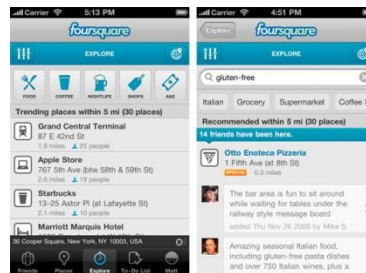 Carrier 5:13 PM
foursquare
EXPLORE
FOOD COFFEE NIGHTLIFE SHOPS A&E
Trending places within 5 mi (30 places)
Grand Central Terminal
87 E 42nd St
1.8 miles 25 people
Apple Store
767 5th Ave (btw 58th & 59th St)
2.6 miles 19 people
Starbucks
13-25 Astor Pl (at Lafayette St)
2.1 miles 10 people
Marriott Marquis Hotel
36 Cooper Square, New York, NY 10003, USA
Friends Places Explore To-Do List Matt
Carrier 4:51 PM
Explore foursquare
EXPLORE
gluten-free
Italian Grocery Supermarket Coffee
Recommended within 5 mi (30 places)
14 friends have been here.
Otto Enoteca Pizzeria
1 Fifth Ave (at 8th St)
SPECIAL 0.3 miles
The bar area is fun to sit around
while waiting for tables under the
railway style message board
added Thu Nov 26 2009 by Mike S.
Amazing seasonal Italian food,
including gluten-free pasta dishes
and over 750 Italian wines, plus a